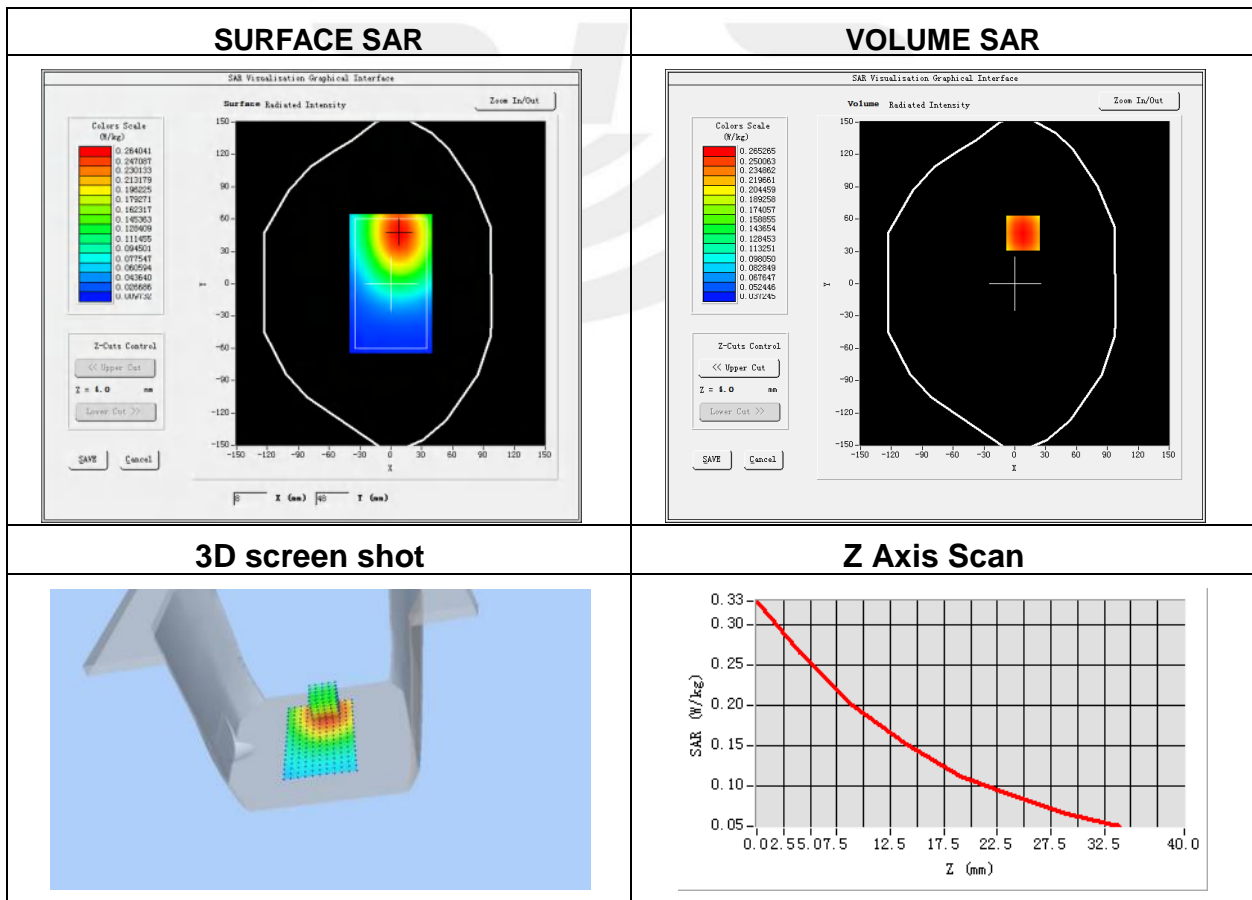 SURFACE SAR
SAR Visualisation Graphical Interface
Surface Radiated Intensity
Zoom In/Out
Colors Scale
(W/kg)
0.264041
0.247087
0.230133
0.213179
0.196225
0.179271
0.162317
0.145363
0.128409
0.111455
0.094501
0.077547
0.060594
0.043640
0.026686
0.009732
Z-Cuts Control
<< Upper Cut
Z = 4.0 mm
Lower Cut >>
SAVE Cancel
150
120
90
60
30
Y 0
-30
-60
-90
-120
-150
-150 -120 -90 -60 -30 0 30 60 90 120 150
X
8 X (mm) 48 Y (mm)
VOLUME SAR
SAR Visualisation Graphical Interface
Volume Radiated Intensity
Zoom In/Out
Colors Scale
(W/kg)
0.265265
0.250063
0.234862
0.219661
0.204459
0.189258
0.174057
0.158855
0.143654
0.128453
0.113251
0.098050
0.082849
0.067647
0.052446
0.037245
Z-Cuts Control
<< Upper Cut
Z = 4.0 mm
Lower Cut >>
SAVE Cancel
150
120
90
60
30
Y 0
-30
-60
-90
-120
-150
-150 -120 -90 -60 -30 0 30 60 90 120 150
X
3D screen shot
Z Axis Scan
0.33
0.30
0.25
0.20
0.15
0.10
0.05
SAR (W/kg)
0.0 2.5 5.0 7.5 12.5 17.5 22.5 27.5 32.5 40.0
Z (mm)